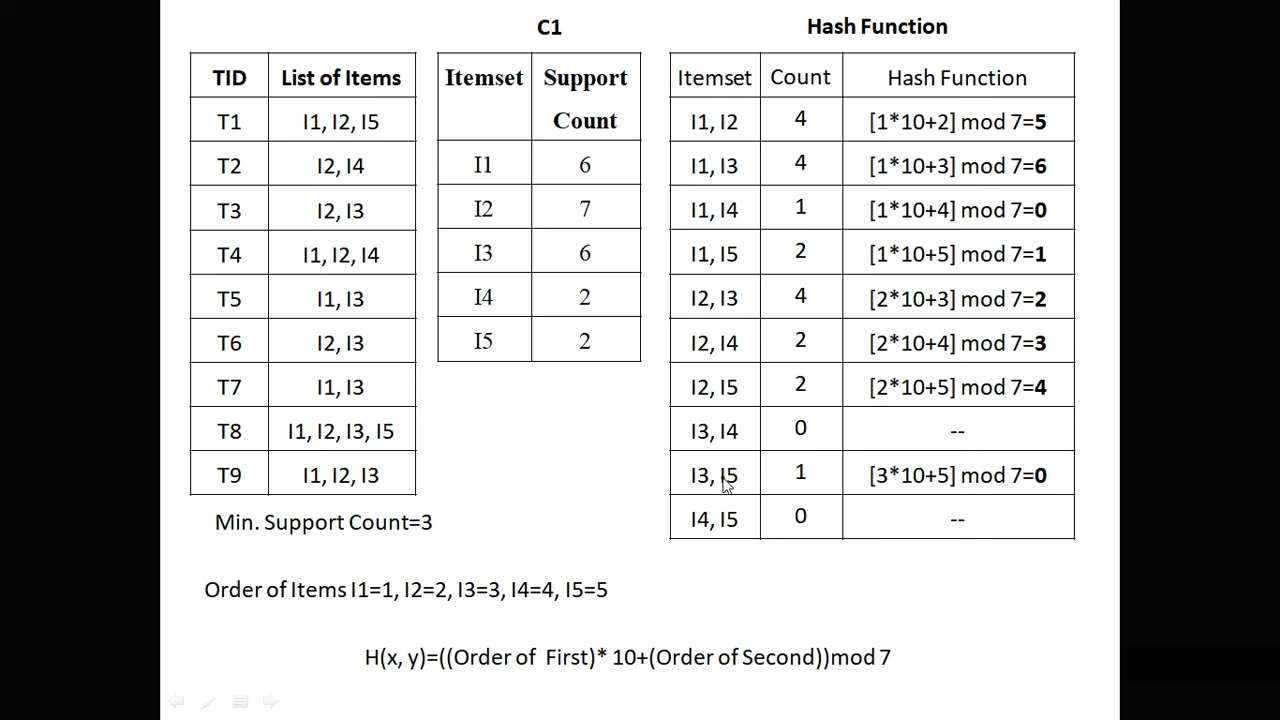 C1
Hash Function
TID List of Items
T1 I1, I2, I5
T2 I2, I4
T3 I2, I3
T4 I1, I2, I4
T5 I1, I3
T6 I2, I3
T7 I1, I3
T8 I1, I2, I3, I5
T9 I1, I2, I3
Min. Support Count=3
Itemset Support
Count
I1 6
I2 7
I3 6
I4 2
I5 2
Itemset Count Hash Function
I1, I2 4 [1*10+2] mod 7=5
I1, I3 4 [1*10+3] mod 7=6
I1, I4 1 [1*10+4] mod 7=0
I1, I5 2 [1*10+5] mod 7=1
I2, I3 4 [2*10+3] mod 7=2
I2, I4 2 [2*10+4] mod 7=3
I2, I5 2 [2*10+5] mod 7=4
I3, I4 0 --
I3, I5 1 [3*10+5] mod 7=0
I4, I5 0 --
Order of Items I1=1, I2=2, I3=3, I4=4, I5=5
H(x, y)=((Order of First)* 10+(Order of Second))mod 7